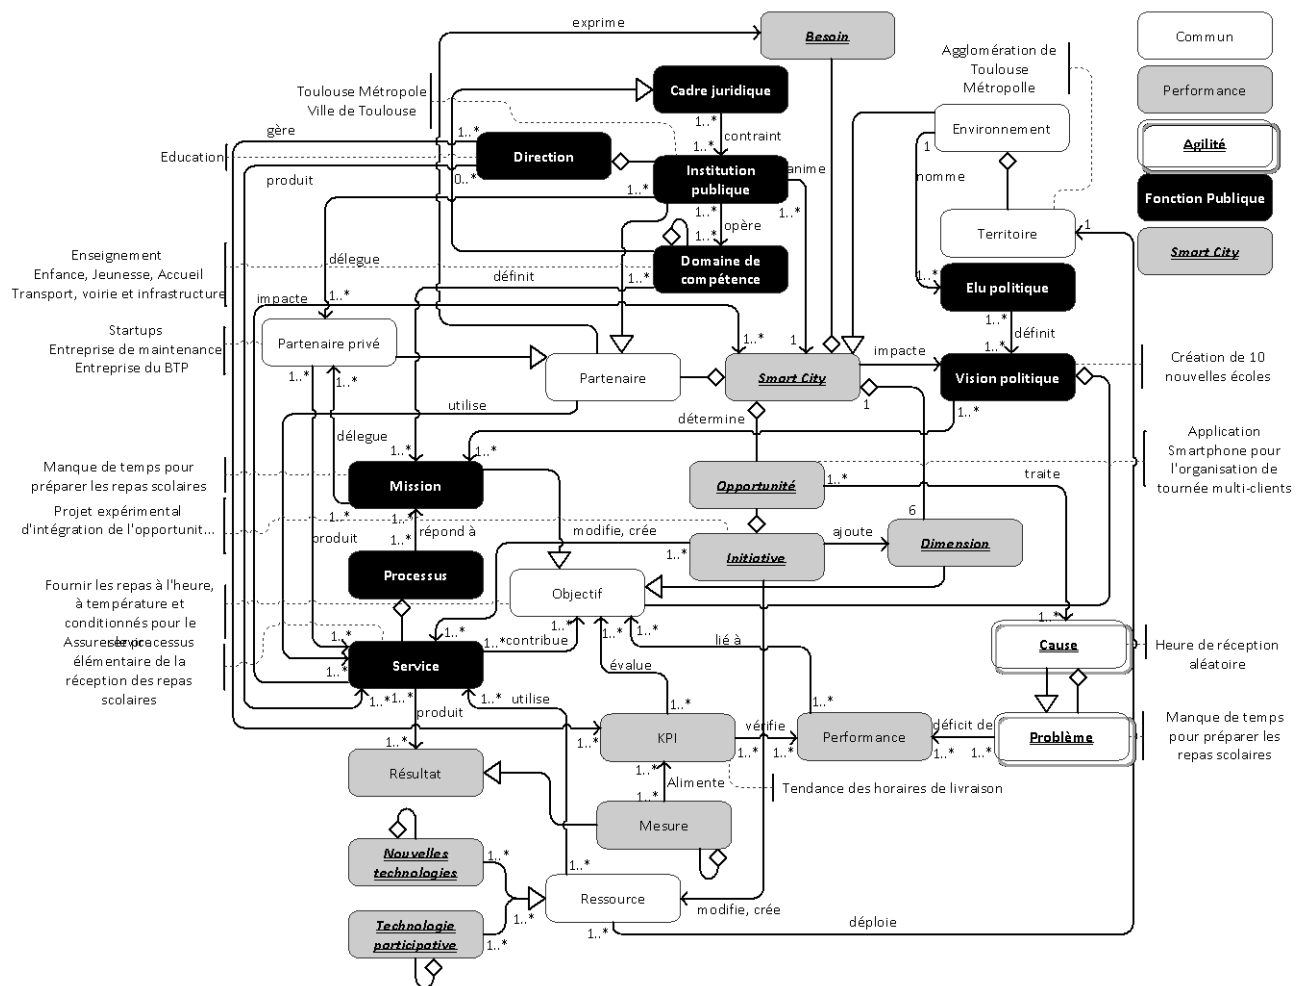 exprime
Besoin
Commun
Agglomération de
Toulouse
Métropolle
Toulouse Métropole
Ville de Toulouse
Cadre juridique
Performance
1..*
contraint
1..*
gère
1..*
Environnement
1
Agilité
Education
Direction
produit
0..*
1..*
Institution
publique
anime
1..*
nomme
Fonction Publique
1..*
opère
1..*
Territoire
1
Smart City
Enseignement
Enfance, Jeunesse, Accueil
Transport, voirie et infrastructure
délegue
définit
Domaine de
compétence
1..*
1..*
Elu politique
impacte
1..*
1..*
définit
1..*
Startups
Entreprise de maintenance
Entreprise du BTP
Partenaire privé
1..*
1..*
1
impacte
1..*
Création de 10
nouvelles écoles
Partenaire
Smart City
Vision politique
1
utilise
détermine
1..*
délegue
1..*
1..*
Application
Smartphone pour
l'organisation de
tournée multi-clients
Manque de temps pour
préparer les repas scolaires
Mission
Opportunité
1..*
traite
Projet expérimental
d'intégration de l'opportunit...
1..*
1..*
produit
1..*
répond à
modifie, crée
1..*
6
ajoute
Initiative
Dimension
Processus
Fournir les repas à l'heure,
à température et
conditionnés pour le
Objectif
élémentaire de la
réception des repas
scolaires
1..*
1..*
1..*
contribue
1..*
1..*
1..*
lié à
1..*
Cause
Heure de réception
aléatoire
Service
évalue
1..*
1..*
1..*
1..*
utilise
produit
1..*
1..*
KPI
vérifie
Performance
déficit de
Problème
Manque de temps
pour préparer les
repas scolaires
1..*
1..*
1..*
1..*
1..*
1..*
Résultat
1..*
Alimente
1..*
Tendance des horaires de livraison
Mesure
Nouvelles
technologies
1..*
1..*
Ressource
modifie, crée
1..*
1..*
déploie
Technologie
participative
1..*